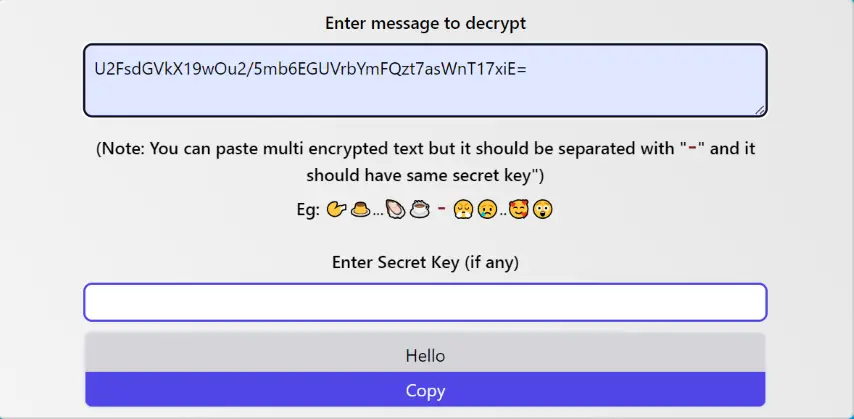 Enter message to decrypt
U2FsdGVkX19wOu2/5mb6EGUVrbYmFQzt7asWnT17xiE=
(Note: You can paste multi encrypted text but it should be separated with "-" and it
should have same secret key")
Eg: 🫲🍮...🦪☕ - 😤😥..🥰😲
Enter Secret Key (if any)
Hello
Copy